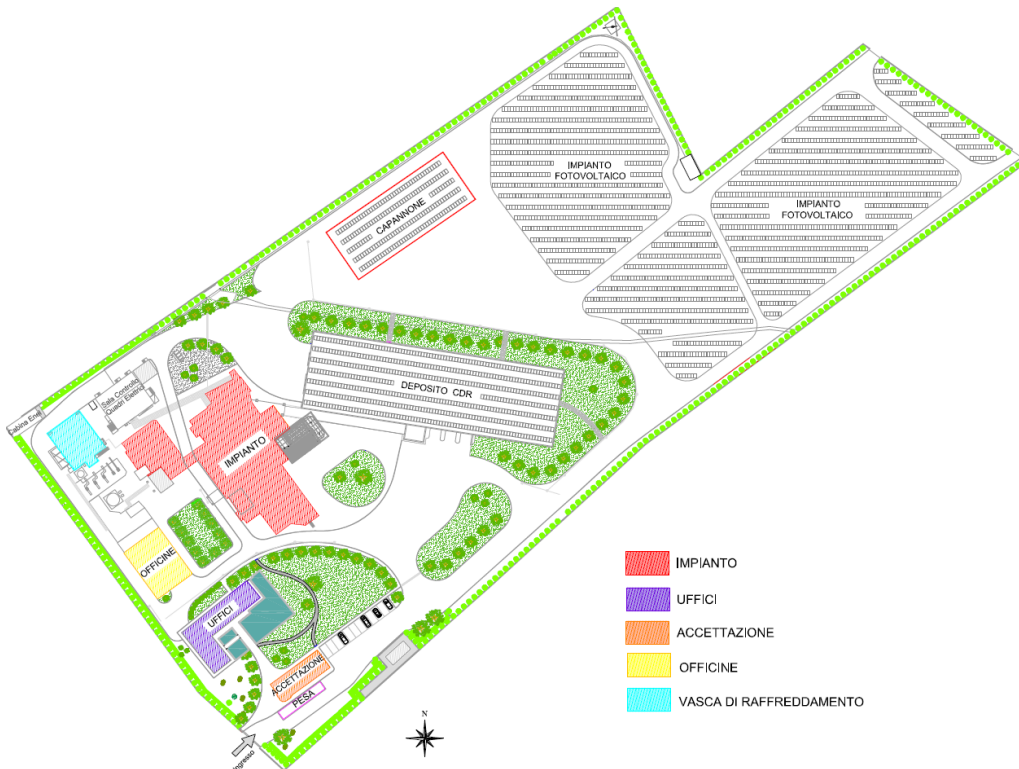 IMPIANTO
FOTOVOLTAICO
IMPIANTO
FOTOVOLTAICO
CAPANNONE
DEPOSITO CDR
Sala Controllo
Quadri Elettrici
Cabina Enel
IMPIANTO
OFFICINE
UFFICI
ACCETTAZIONE
PESA
Ingresso
N
IMPIANTO
UFFICI
ACCETTAZIONE
OFFICINE
VASCA DI RAFFREDDAMENTO